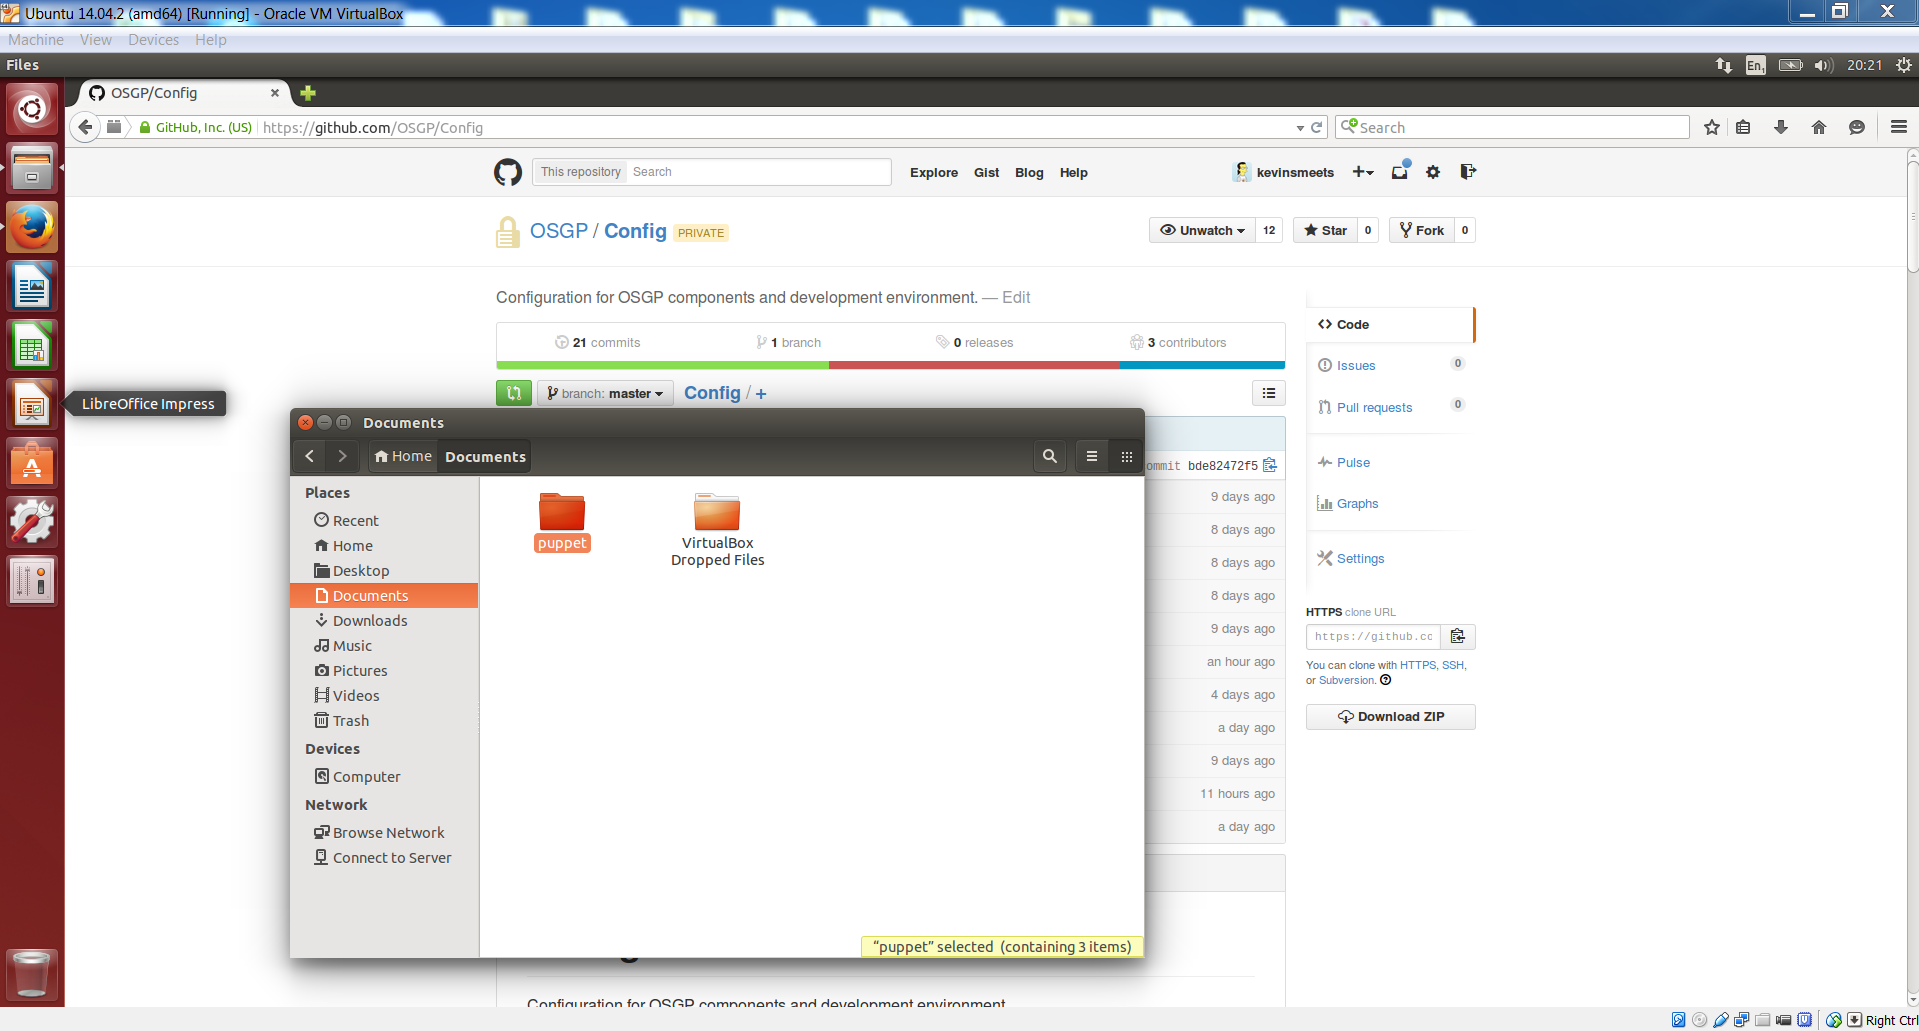 Ubuntu 14.04.2 (amd64) [Running] - Oracle VM VirtualBox
Machine View Devices Help
Files
En1
20:21
OSGP/Config
GitHub, Inc. (US)
https://github.com/OSGP/Config
Search
This repository
Search
Explore Gist Blog Help
kevinsmeets
OSGP / Config PRIVATE
Unwatch 12
Star 0
Fork 0
Configuration for OSGP components and development environment. — Edit
21 commits
1 branch
0 releases
3 contributors
branch: master
Config / +
ommit bde82472f5
9 days ago
8 days ago
8 days ago
8 days ago
9 days ago
an hour ago
4 days ago
a day ago
9 days ago
11 hours ago
a day ago
Configuration for OSGP components and development environment
Code
Issues 0
Pull requests 0
Pulse
Graphs
Settings
HTTPS clone URL
https://github.cc
You can clone with HTTPS, SSH,
or Subversion.
Download ZIP
LibreOffice Impress
Documents
Home
Documents
Places
Recent
Home
Desktop
Documents
Downloads
Music
Pictures
Videos
Trash
Devices
Computer
Network
Browse Network
Connect to Server
puppet
VirtualBox
Dropped Files
“puppet” selected (containing 3 items)
Right Ctrl